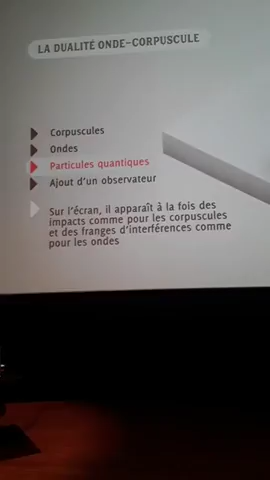 LA DUALITÉ ONDE-CORPUSCULE
Corpuscules
Ondes
Particules quantiques
Ajout d'un observateur
Sur l'écran, il apparaît à la fois des
impacts comme pour les corpuscules
et des franges d'interférences comme
pour les ondes